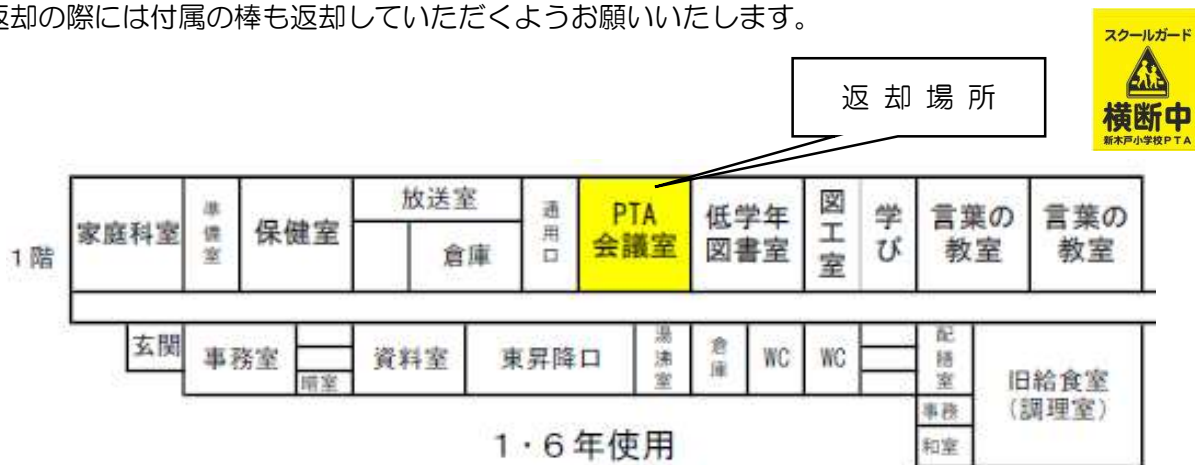 返却の際には付属の棒も返却していただくようお願いいたします。
スクールガード
横断中
新木戸小学校PTA
返却場所
1階
家庭科室
準備室
保健室
放送室
倉庫
通用口
PTA
会議室
低学年
図書室
図工室
学び
言葉の
教室
言葉の
教室
玄関
事務室
暗室
資料室
東昇降口
湯沸室
倉庫
WC
WC
配膳室
事務
和室
旧給食室
(調理室)
1・6年使用